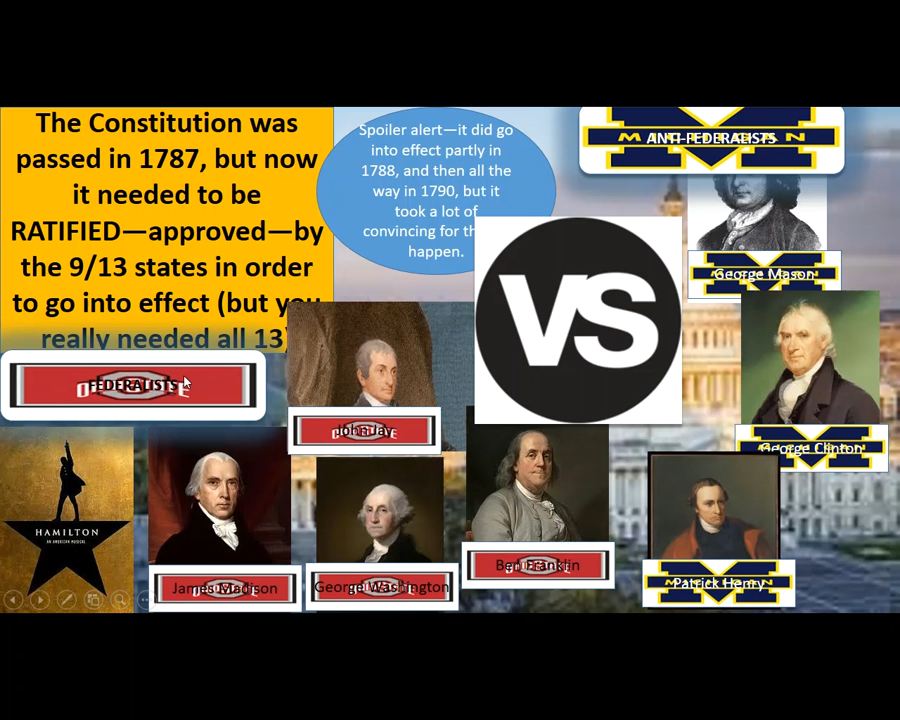 The Constitution was
passed in 1787, but now
it needed to be
RATIFIED—approved—by
the 9/13 states in order
to go into effect (but you
really needed all 13)
Spoiler alert—it did go
into effect partly in
1788, and then all the
way in 1790, but it
took a lot of
convincing for
happen.
ANTI-FEDERALISTS
VS
George Mason
George Clinton
Patrick Henry
FEDERALISTS
John Jay
HAMILTON
AN AMERICAN MUSICAL
James Madison
George Washington
Ben Franklin